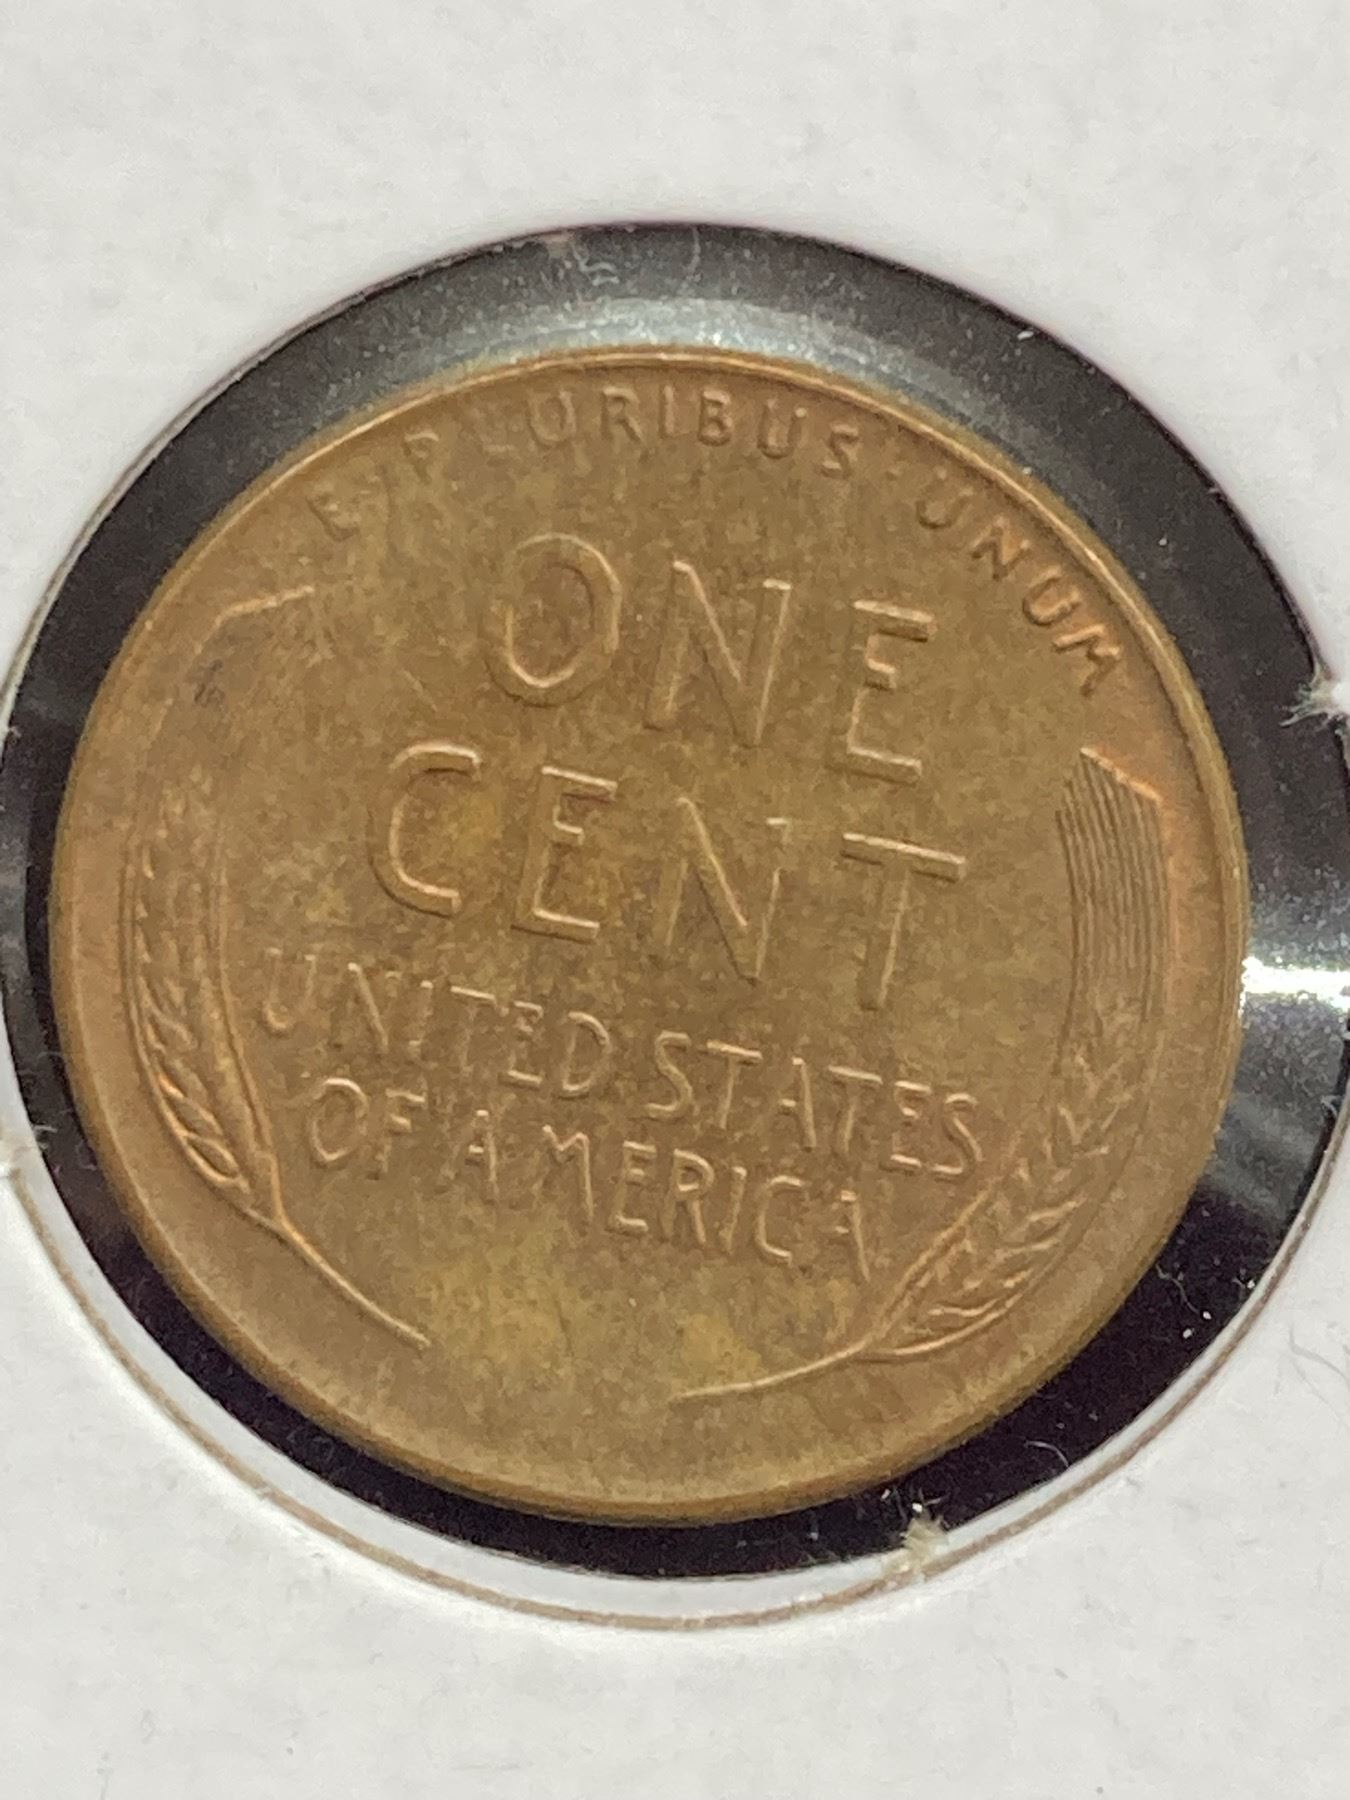 E·PLURIBUS·UNUM
ONE
CENT
UNITED STATES
OF AMERICA